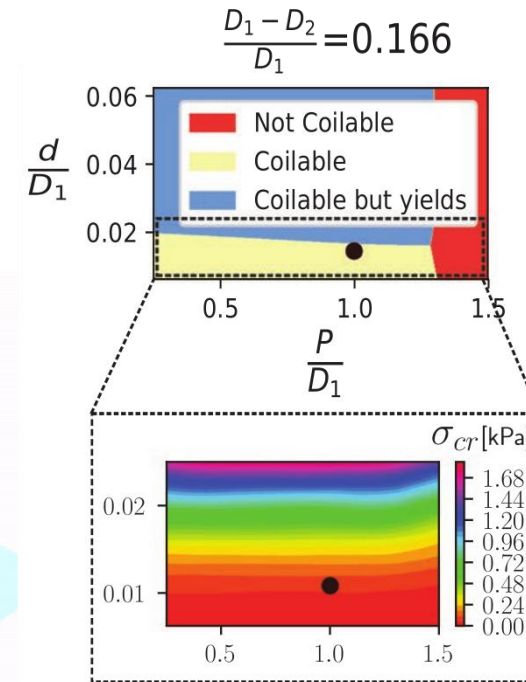 (D₁ − D₂)/D₁ = 0.166
0.06
Not Coilable
d/D₁
0.04
Coilable
Coilable but yields
0.02
0.5 1.0 1.5
P/D₁
σcr [kPa]
1.68
1.44
0.02
1.20
0.96
0.72
0.48
0.01
0.24
0.00
0.5 1.0 1.5